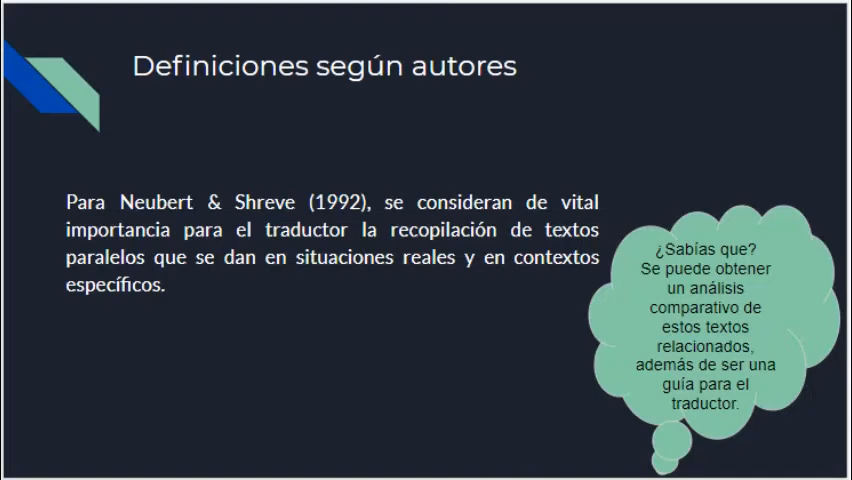 Definiciones según autores
Para Neubert & Shreve (1992), se consideran de vital
importancia para el traductor la recopilación de textos
paralelos que se dan en situaciones reales y en contextos
específicos.
¿Sabías que?
Se puede obtener
un análisis
comparativo de
estos textos
relacionados,
además de ser una
guía para el
traductor.